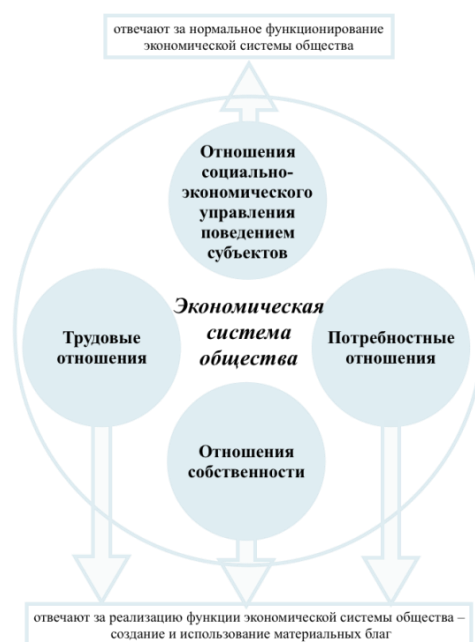 отвечают за нормальное функционирование
экономической системы общества
Отношения
социально-
экономического
управления
поведением
субъектов
Экономическая
система
общества
Трудовые
отношения
Потребностные
отношения
Отношения
собственности
отвечают за реализацию функции экономической системы общества –
создание и использование материальных благ